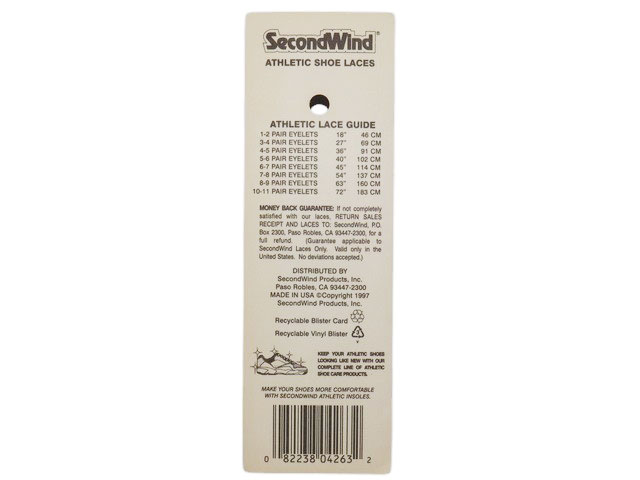 SecondWind®
ATHLETIC SHOE LACES
ATHLETIC LACE GUIDE
1-2 PAIR EYELETS 18" 46 CM
3-4 PAIR EYELETS 27" 69 CM
4-5 PAIR EYELETS 36" 91 CM
5-6 PAIR EYELETS 40" 102 CM
6-7 PAIR EYELETS 45" 114 CM
7-8 PAIR EYELETS 54" 137 CM
8-9 PAIR EYELETS 63" 160 CM
10-11 PAIR EYELETS 72" 183 CM
MONEY BACK GUARANTEE: If not completely
satisfied with our laces, RETURN SALES
RECEIPT AND LACES TO: SecondWind, P.O.
Box 2300, Paso Robles, CA 93447-2300, for a
full refund. (Guarantee applicable to
SecondWind Laces Only. Valid only in the
United States. No deviations accepted.)
DISTRIBUTED BY
SecondWind Products, Inc.
Paso Robles, CA 93447-2300
MADE IN USA ©Copyright 1997
SecondWind Products, Inc.
Recyclable Blister Card
Recyclable Vinyl Blister 3
V
KEEP YOUR ATHLETIC SHOES
LOOKING LIKE NEW WITH OUR
COMPLETE LINE OF ATHLETIC
SHOE CARE PRODUCTS.
MAKE YOUR SHOES MORE COMFORTABLE
WITH SECONDWIND ATHLETIC INSOLES.
0 82238 04263 2